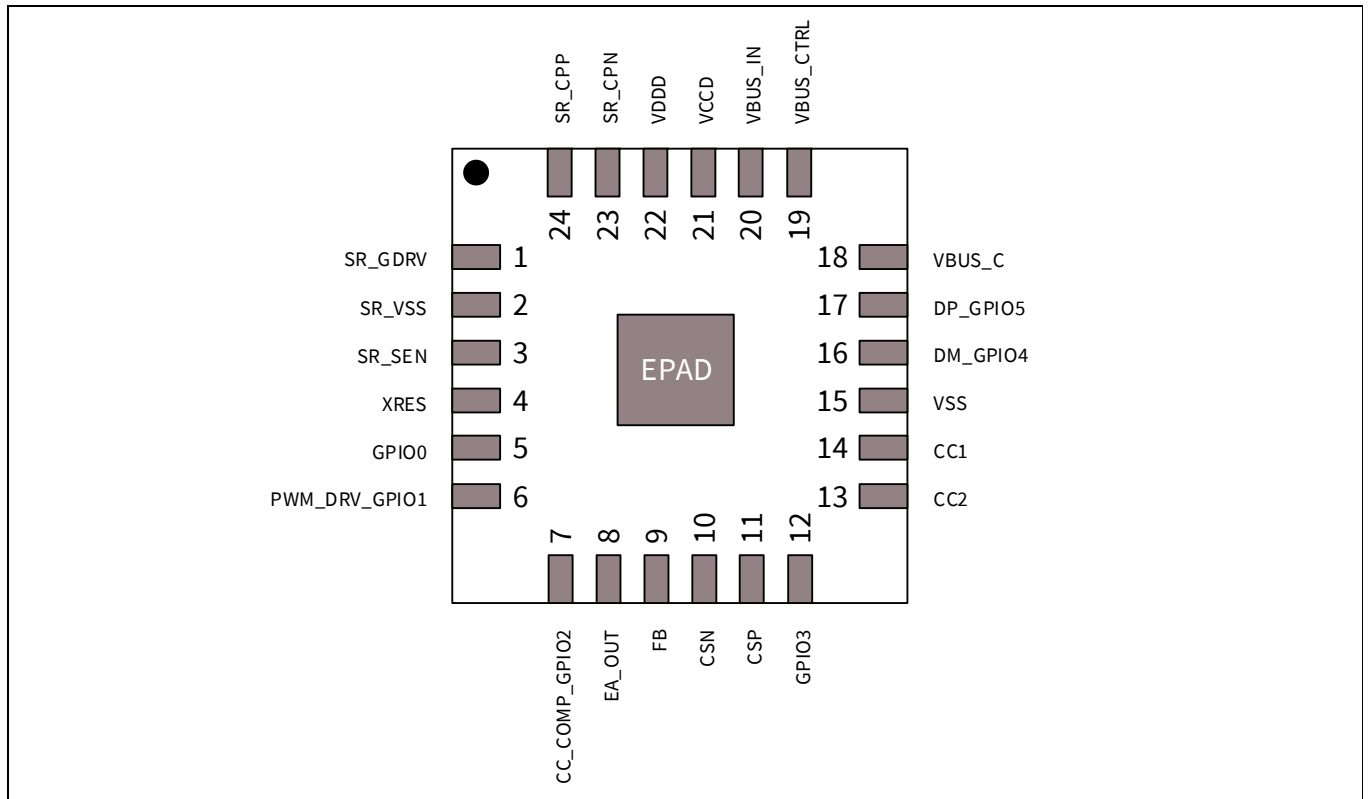 SR_CPP
SR_CPN
VDDD
VCCD
VBUS_IN
VBUS_CTRL
24
23
22
21
20
19
SR_GDRV
1
SR_VSS
2
SR_SEN
3
XRES
4
GPIO0
5
PWM_DRV_GPIO1
6
EPAD
18
VBUS_C
17
DP_GPIO5
16
DM_GPIO4
15
VSS
14
CC1
13
CC2
7
8
9
10
11
12
CC_COMP_GPIO2
EA_OUT
FB
CSN
CSP
GPIO3